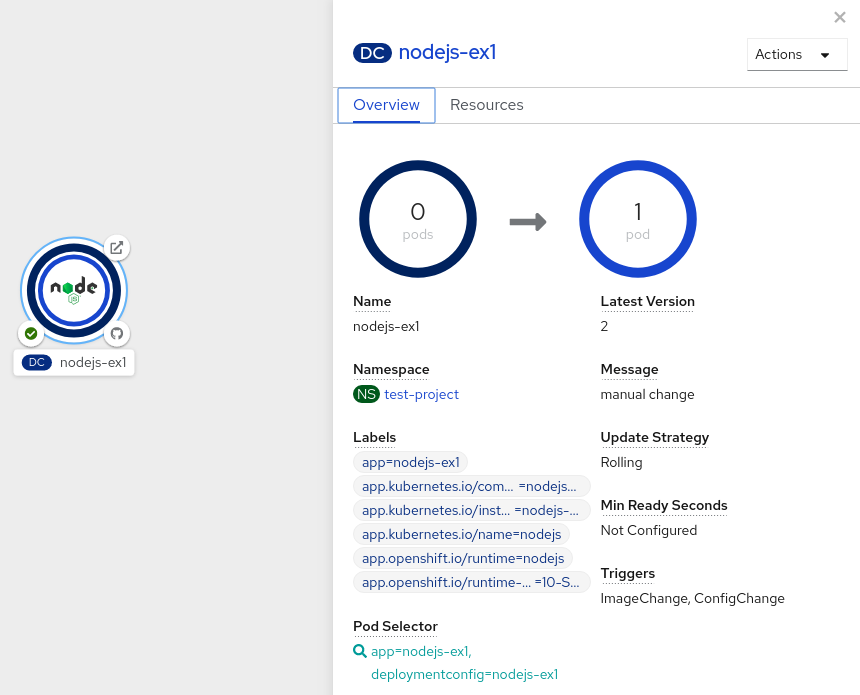 DC nodejs-ex1
Actions
Overview Resources
0
pods
1
pod
node
JS
DC nodejs-ex1
Name
nodejs-ex1
Namespace
NS test-project
Labels
app=nodejs-ex1
app.kubernetes.io/com... =nodejs...
app.kubernetes.io/inst... =nodejs-...
app.kubernetes.io/name=nodejs
app.openshift.io/runtime=nodejs
app.openshift.io/runtime-... =10-S...
Pod Selector
app=nodejs-ex1,
deploymentconfig=nodejs-ex1
Latest Version
2
Message
manual change
Update Strategy
Rolling
Min Ready Seconds
Not Configured
Triggers
ImageChange, ConfigChange